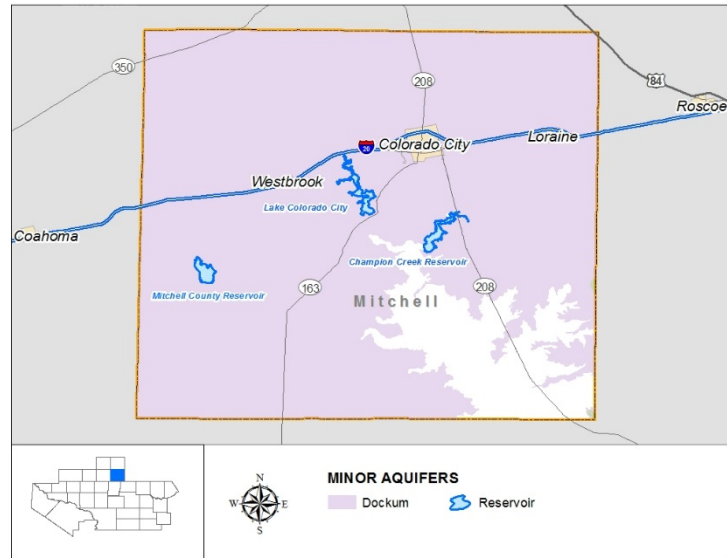 350
208
84
Roscoe
20
Colorado City
Loraine
Westbrook
Lake Colorado City
Coahoma
Champion Creek Reservoir
Mitchell County Reservoir
163
208
Mitchell
N
W
E
S
MINOR AQUIFERS
Dockum
Reservoir